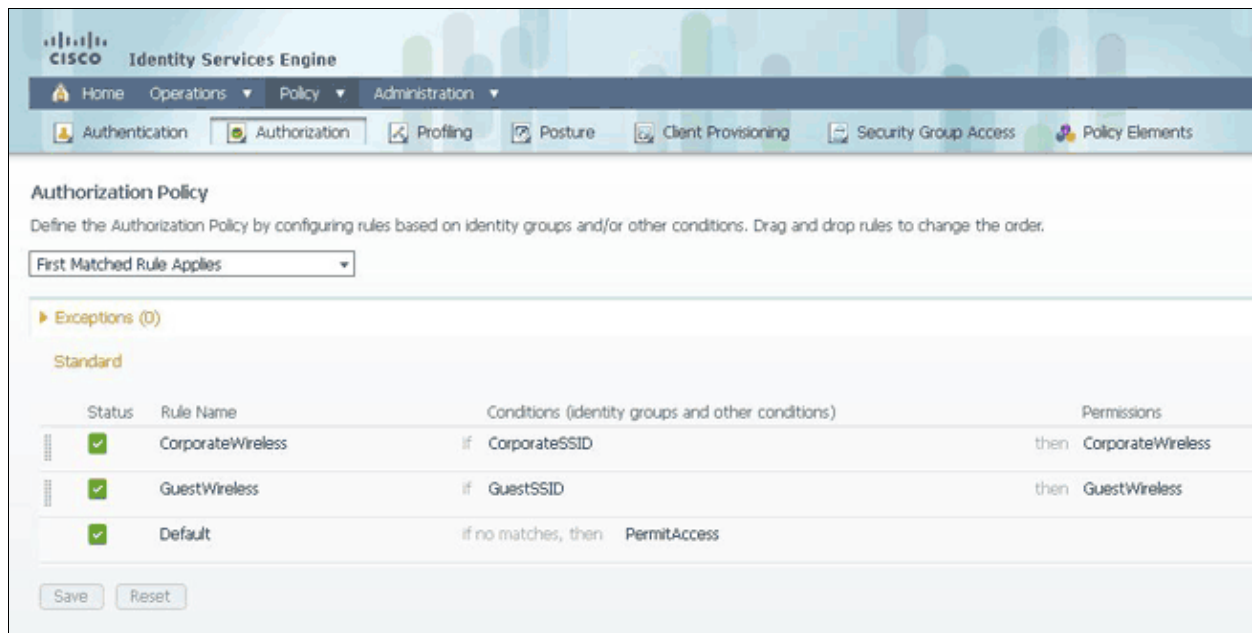 CISCO Identity Services Engine
Home Operations Policy Administration
Authentication Authorization Profiling Posture Client Provisioning Security Group Access Policy Elements
Authorization Policy
Define the Authorization Policy by configuring rules based on identity groups and/or other conditions. Drag and drop rules to change the order.
First Matched Rule Applies
Exceptions (0)
Standard
Status Rule Name Conditions (identity groups and other conditions) Permissions
CorporateWireless if CorporateSSID then CorporateWireless
GuestWireless if GuestSSID then GuestWireless
Default if no matches, then PermitAccess
Save Reset